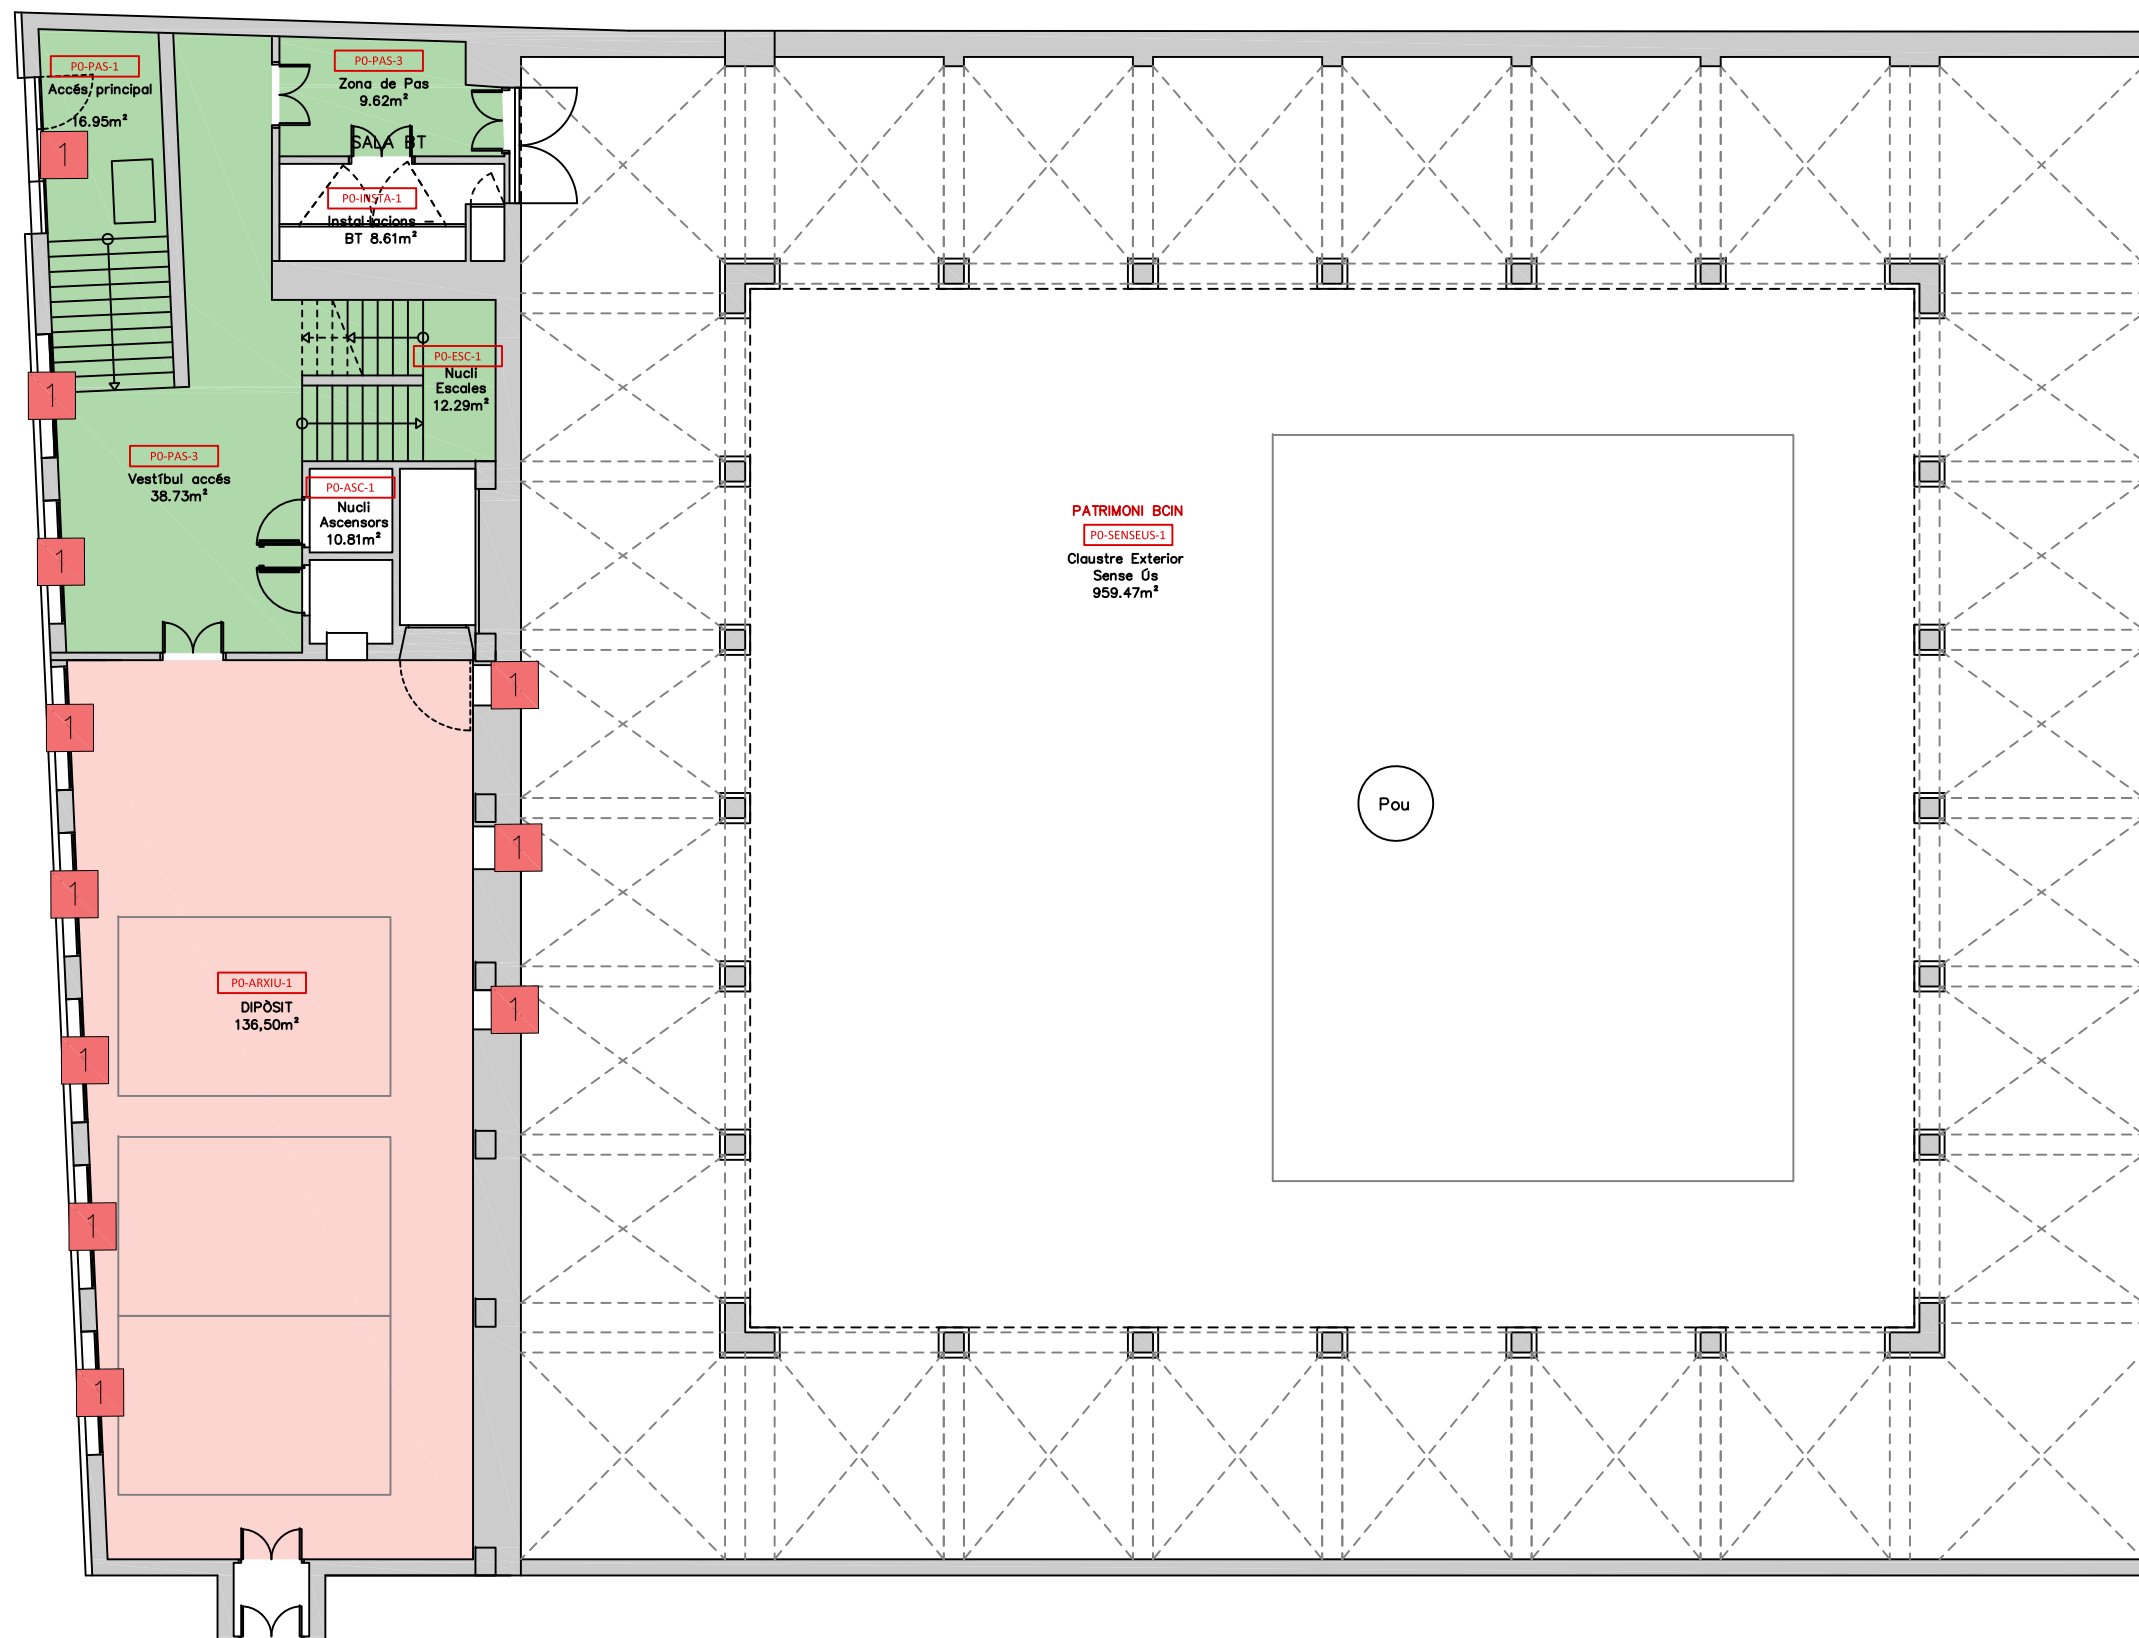 P0-PAS-1
Accés principal
16.95m²
1
P0-PAS-3
Zona de Pas
9.62m²
SALA BT
P0-INSTA-1
Instal·lacions -
BT 8.61m²
P0-ESC-1
Nucli
Escales
12.29m²
1
P0-PAS-3
Vestíbul accés
38.73m²
P0-ASC-1
Nucli
Ascensors
10.81m²
1
PATRIMONI BCIN
P0-SENSEUS-1
Claustre Exterior
Sense Ús
959.47m²
1
1
Pou
1
1
P0-ARXIU-1
DIPÒSIT
136,50m²
1
1
1
1